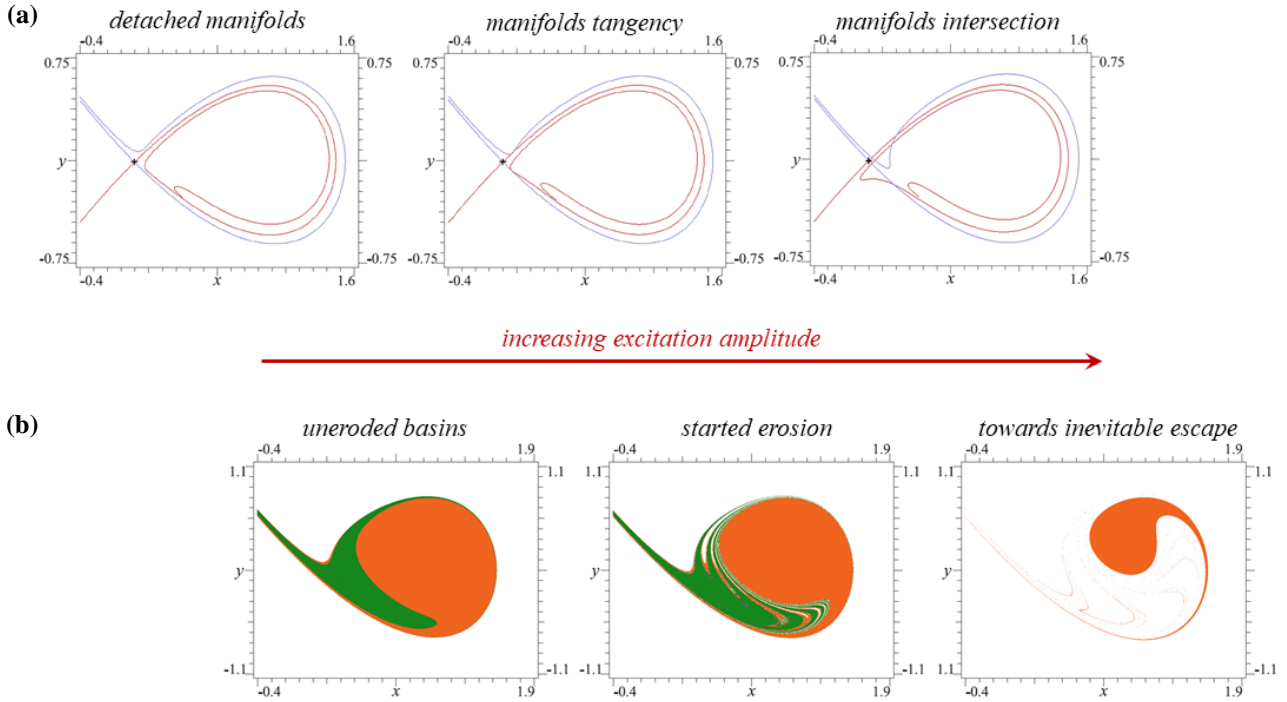 (a)
detached manifolds
manifolds tangency
manifolds intersection
-0.4 1.6
-0.4 1.6
-0.4 1.6
0.75 0.75
0.75 0.75
0.75 0.75
y
y
y
-0.75 -0.75
-0.75 -0.75
-0.75 -0.75
-0.4 x 1.6
-0.4 x 1.6
-0.4 x 1.6
increasing excitation amplitude
(b)
uneroded basins
started erosion
towards inevitable escape
-0.4 1.9
-0.4 1.9
-0.4 1.9
1.1 1.1
1.1 1.1
1.1 1.1
y
y
y
-1.1 -1.1
-1.1 -1.1
1.1 -1.1
-0.4 x 1.9
-0.4 x 1.9
-0.4 x 1.9